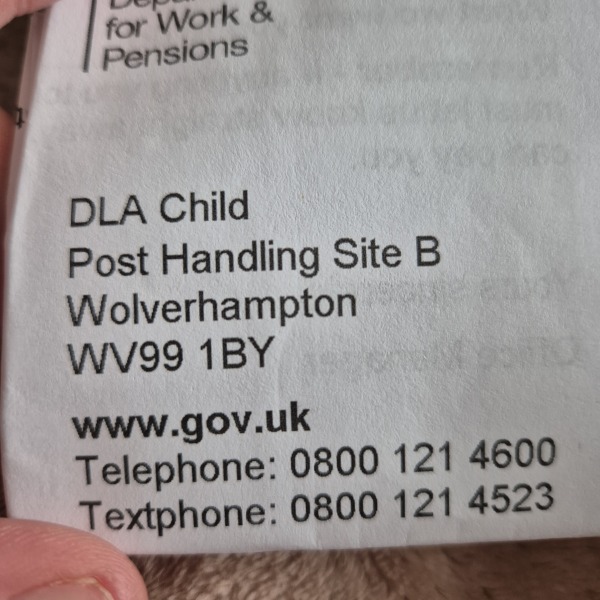 for Work &
Pensions
DLA Child
Post Handling Site B
Wolverhampton
WV99 1BY
www.gov.uk
Telephone: 0800 121 4600
Textphone: 0800 121 4523